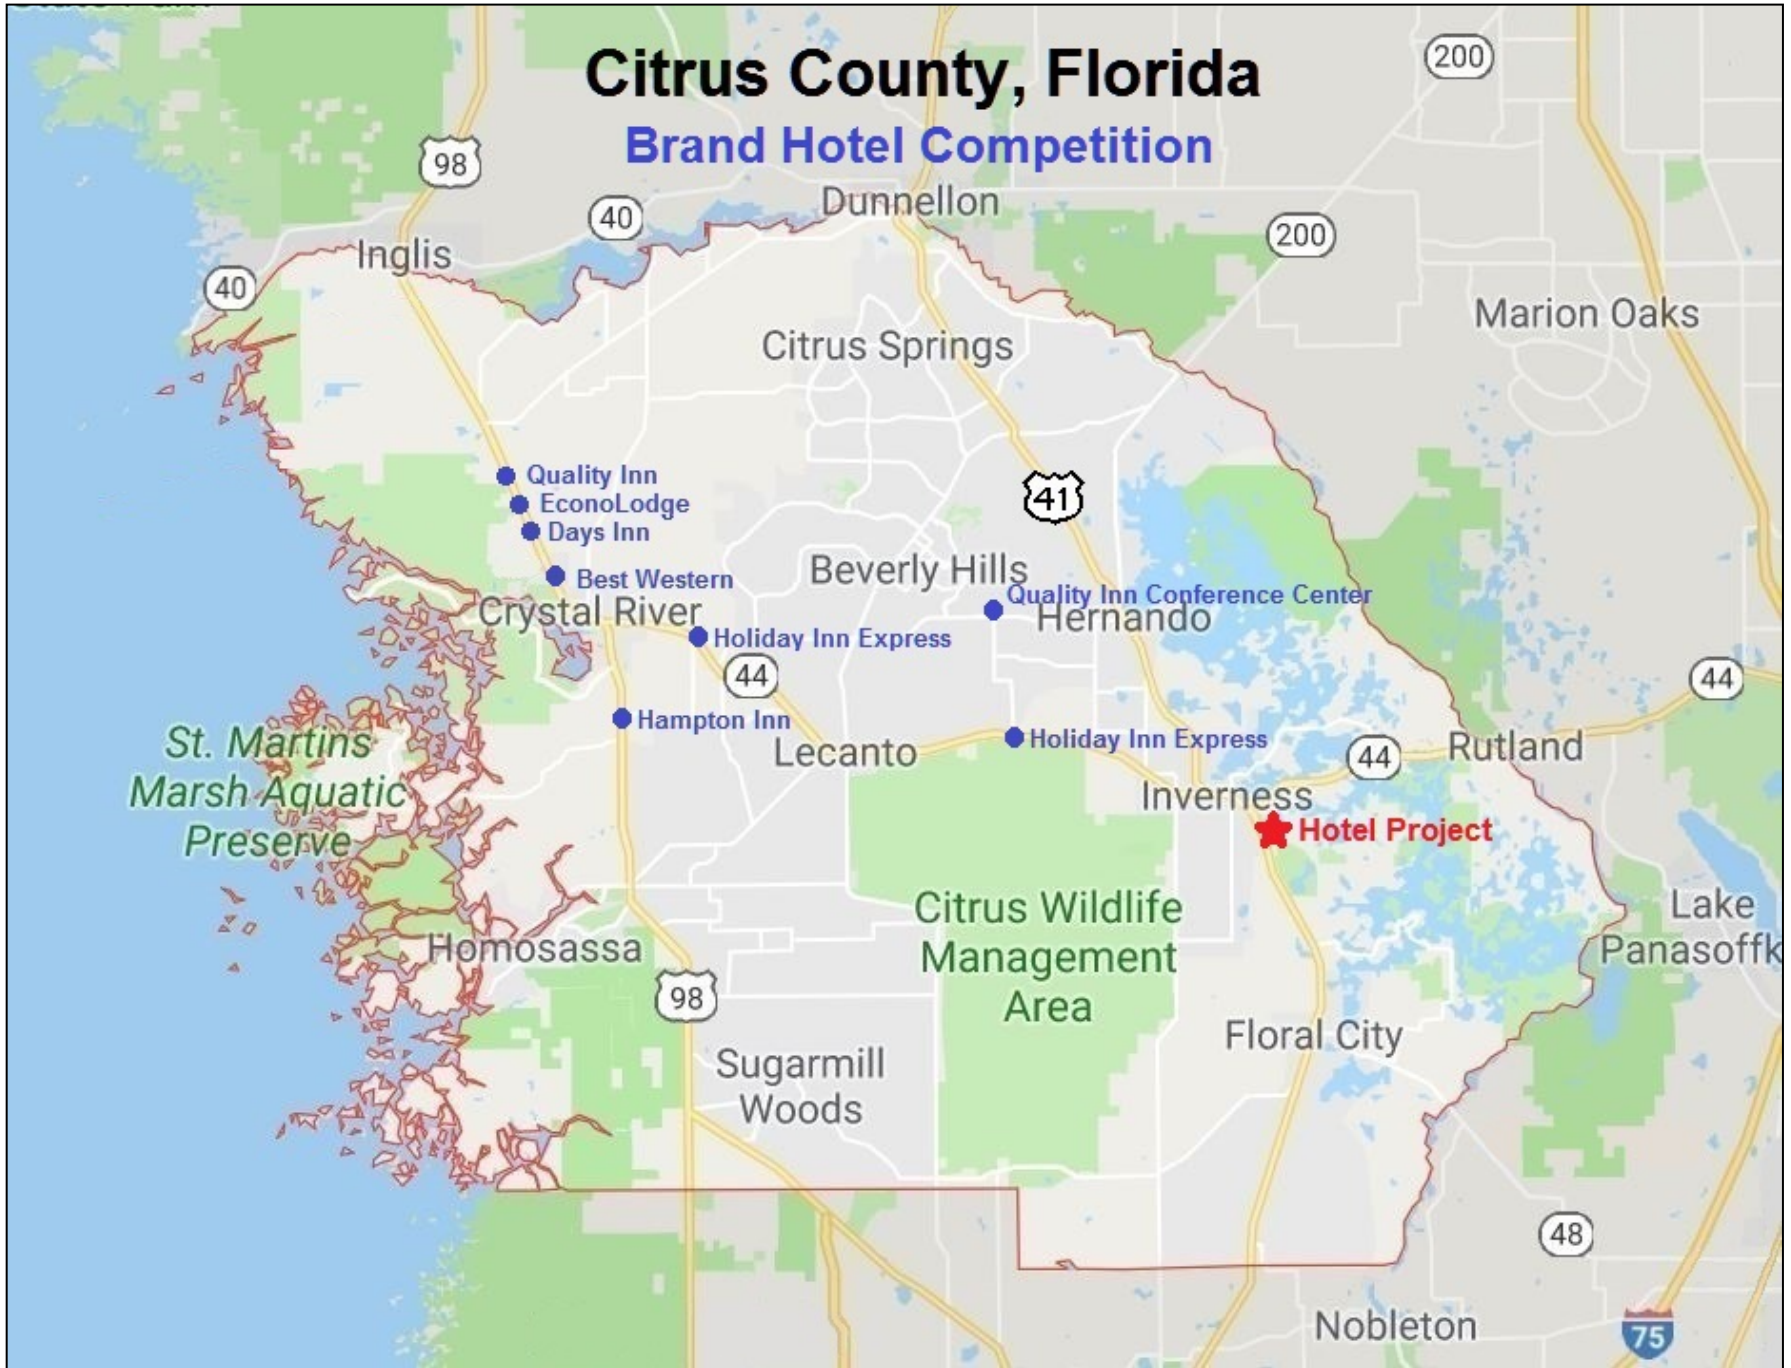 Citrus County, Florida
Brand Hotel Competition
200
98
Dunnellon
40
200
Inglis
40
Marion Oaks
Citrus Springs
Quality Inn
41
EconoLodge
Days Inn
Beverly Hills
Best Western
Quality Inn Conference Center
Crystal River
Hernando
Holiday Inn Express
44
44
Hampton Inn
Holiday Inn Express
St. Martins
Marsh Aquatic
Preserve
Lecanto
44
Rutland
Inverness
Hotel Project
Citrus Wildlife
Management
Area
Lake
Panasoffk
Homosassa
98
Floral City
Sugarmill
Woods
48
Nobleton
75